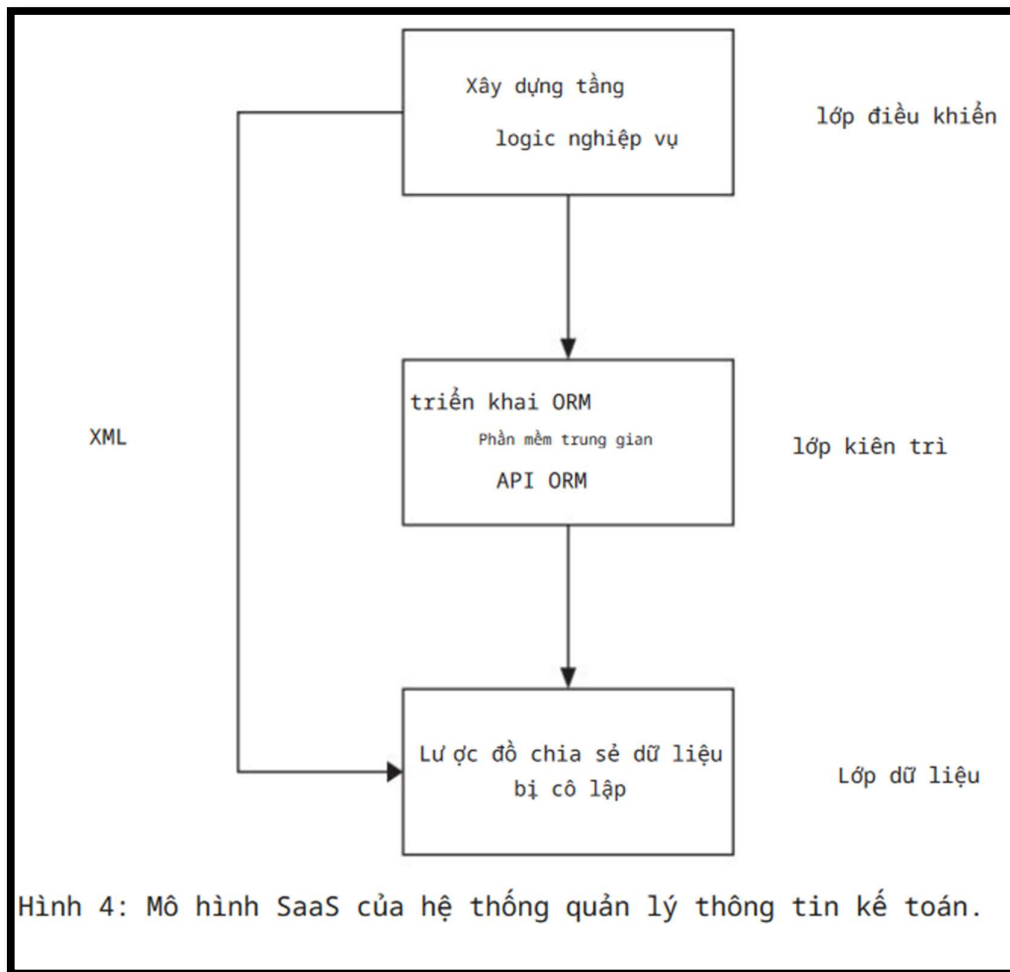 Xây dựng tầng
logic nghiệp vụ
lớp điều khiển
triển khai ORM
Phần mềm trung gian
API ORM
XML
lớp kiên trì
Lư ợc đồ chia sẻ dữ liệu
bị cô lập
Lớp dữ liệu
Hình 4: Mô hình SaaS của hệ thống quản lý thông tin kế toán.